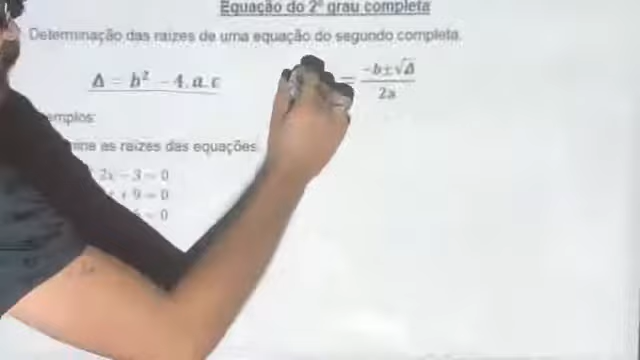 Equação do 2º grau completa
Determinação das raízes de uma equação do segundo completa.
Δ = b² − 4.a.c
= −b±√Δ / 2a
emplos:
as raízes das equações
2x − 3 = 0
+ 9 = 0
= 0